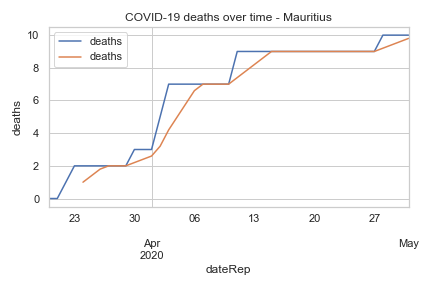 COVID-19 deaths over time - Mauritius
deaths
deaths
deaths
10
8
6
4
2
0
23 30 06 13 20 27
Apr May
2020
dateRep